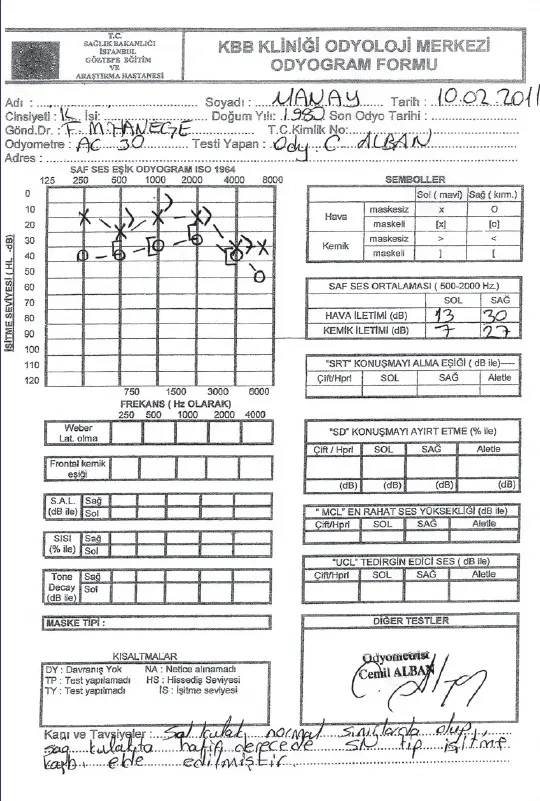 T.C.
SAĞLIK BAKANLIĞI
İSTANBUL
GÖZTEPE EĞİTİM
VE
ARAŞTIRMA HASTANESİ
KBB KLİNİĞİ ODYOLOJİ MERKEZİ
ODYOGRAM FORMU
Adı : Soyadı : MANAY Tarih : 10.02.2011
Cinsiyeti : K İşi: Doğum Yılı: 1980 Son Odyo Tarihi :
Gönd.Dr. : F. M. HANEGE T.C.Kimlik No:
Odyometre : AC 30 Testi Yapan : Ody C ALBAN
Adres :
SAF SES EŞİK ODYOGRAM ISO 1964
125 250 500 1000 2000 4000 8000
0
10
20
30
40
50
60
70
80
90
100
110
120
İŞİTME SEVİYESİ ( HL - dB)
750 1500 3000 6000
FREKANS ( Hz OLARAK)
SEMBOLLER
Sol ( mavi) Sağ ( kırm.)
Hava maskesiz x O
maskeli [x] [o]
Kemik maskesiz > <
maskeli ] [
SAF SES ORTALAMASI ( 500-2000 Hz.)
SOL SAĞ
HAVA İLETİMİ (dB) 13 30
KEMİK İLETİMİ (dB) 7 27
"SRT" KONUŞMAYI ALMA EŞİĞİ ( dB ile)----
Çift/Hprl SOL SAĞ Aletle
250 500 1000 2000 4000
Weber
Lat. olma
Frontal kemik
eşiği
S.A.L. Sağ
(dB ile) Sol
SISI Sağ
(% ile) Sol
Tone Sağ
Decay Sol
(dB ile)
MASKE TİPİ :
"SD" KONUŞMAYI AYIRT ETME (% ile)
Çift / Hprl SOL SAĞ Aletle
(dB) (dB) (dB) (dB)
" MCL" EN RAHAT SES YÜKSEKLİĞİ (dB ile)
Çift/Hprl SOL SAĞ Aletle
"UCL" TEDİRGİN EDİCİ SES ( dB ile)
Çift/Hprl SOL SAĞ Aletle
DİĞER TESTLER
Odyometrist
Cemil ALBAN
KISALTMALAR
DY : Davranış Yok NA : Netice alınamadı
TP : Test yapılamadı HS : Hissediş Seviyesi
TY : Test yapılmadı İS : İşitme seviyesi
Kanı ve Tavsiyeler : Sol kulak normal sınırlarda olup,
sağ kulakta hafif derecede SN tip işitme
kaybı elde edilmiştir.